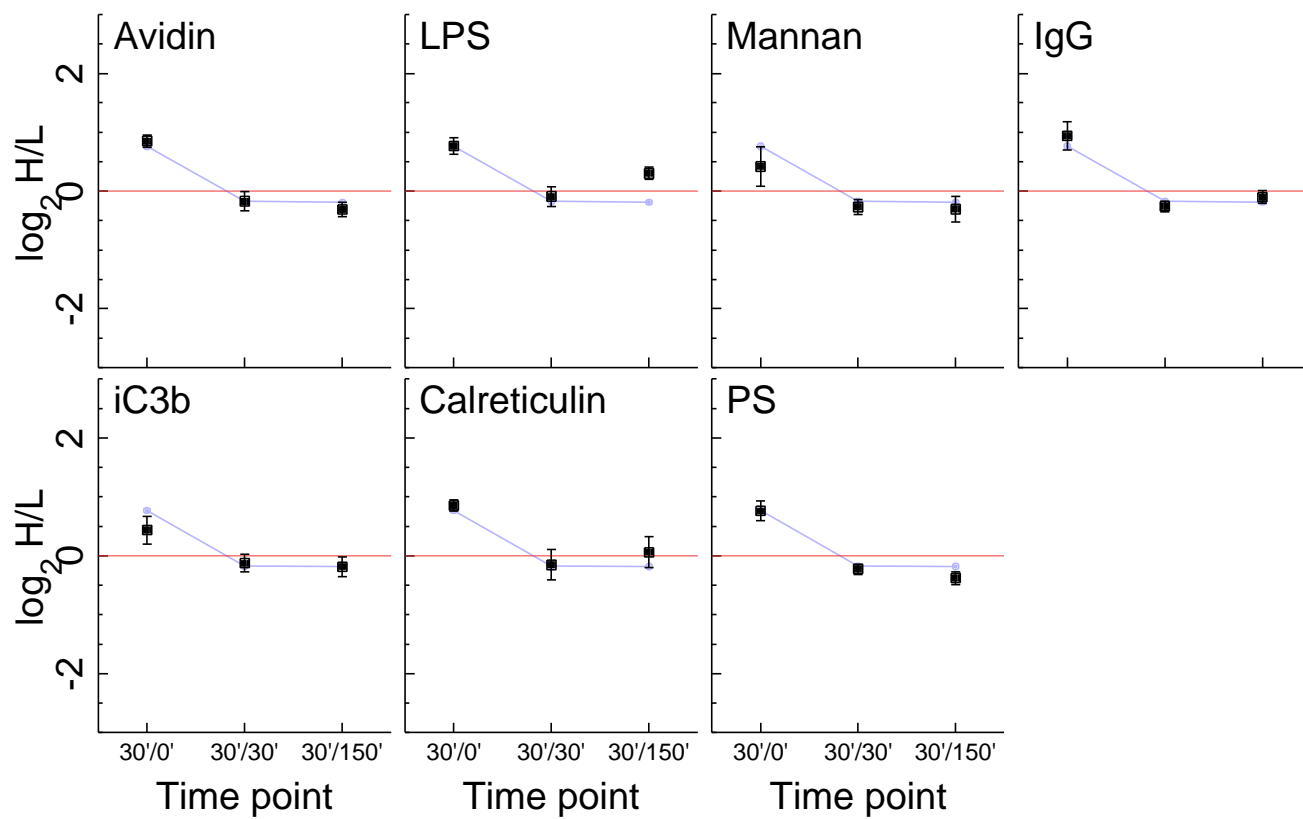 Avidin
LPS
Mannan
IgG
2
0
-2
log2 H/L
iC3b
Calreticulin
PS
2
0
-2
log2 H/L
30'/0' 30'/30' 30'/150'
30'/0' 30'/30' 30'/150'
30'/0' 30'/30' 30'/150'
Time point
Time point
Time point